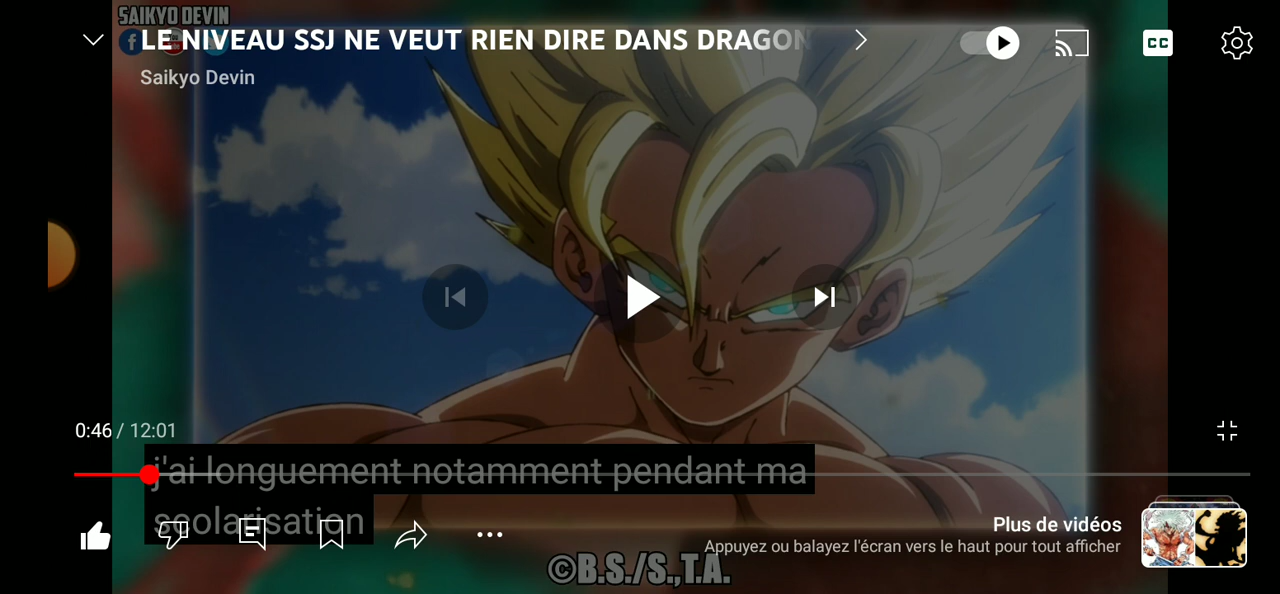 SAIKYO DEVIN
LE NIVEAU SSJ NE VEUT RIEN DIRE DANS DRAGON
CC
Saikyo Devin
0:46 / 12:01
j'ai longuement notamment pendant ma
scolarisation
Plus de vidéos
Appuyez ou balayez l'écran vers le haut pour tout afficher
©B.S./S.,T.A.